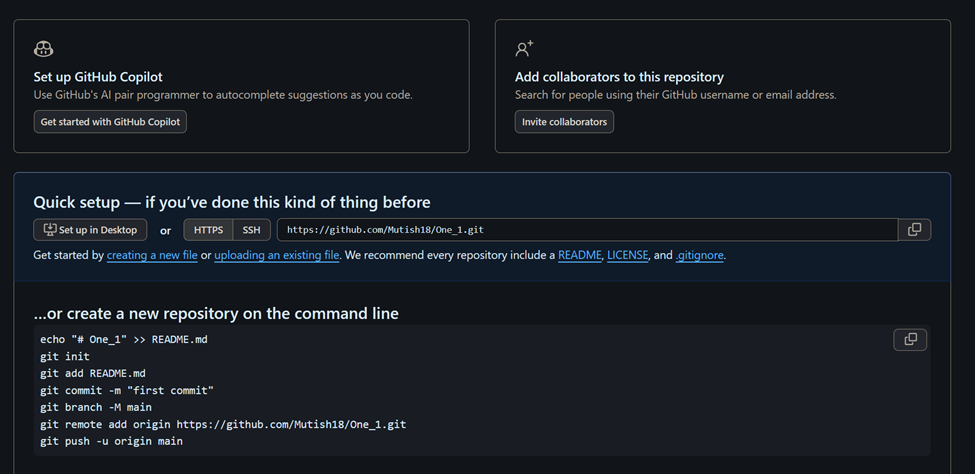 Set up GitHub Copilot
Use GitHub's AI pair programmer to autocomplete suggestions as you code.
Get started with GitHub Copilot
Add collaborators to this repository
Search for people using their GitHub username or email address.
Invite collaborators
Quick setup — if you’ve done this kind of thing before
Set up in Desktop or HTTPS SSH https://github.com/Mutish18/One_1.git
Get started by creating a new file or uploading an existing file. We recommend every repository include a README, LICENSE, and .gitignore.
…or create a new repository on the command line
echo "# One_1" >> README.md
git init
git add README.md
git commit -m "first commit"
git branch -M main
git remote add origin https://github.com/Mutish18/One_1.git
git push -u origin main